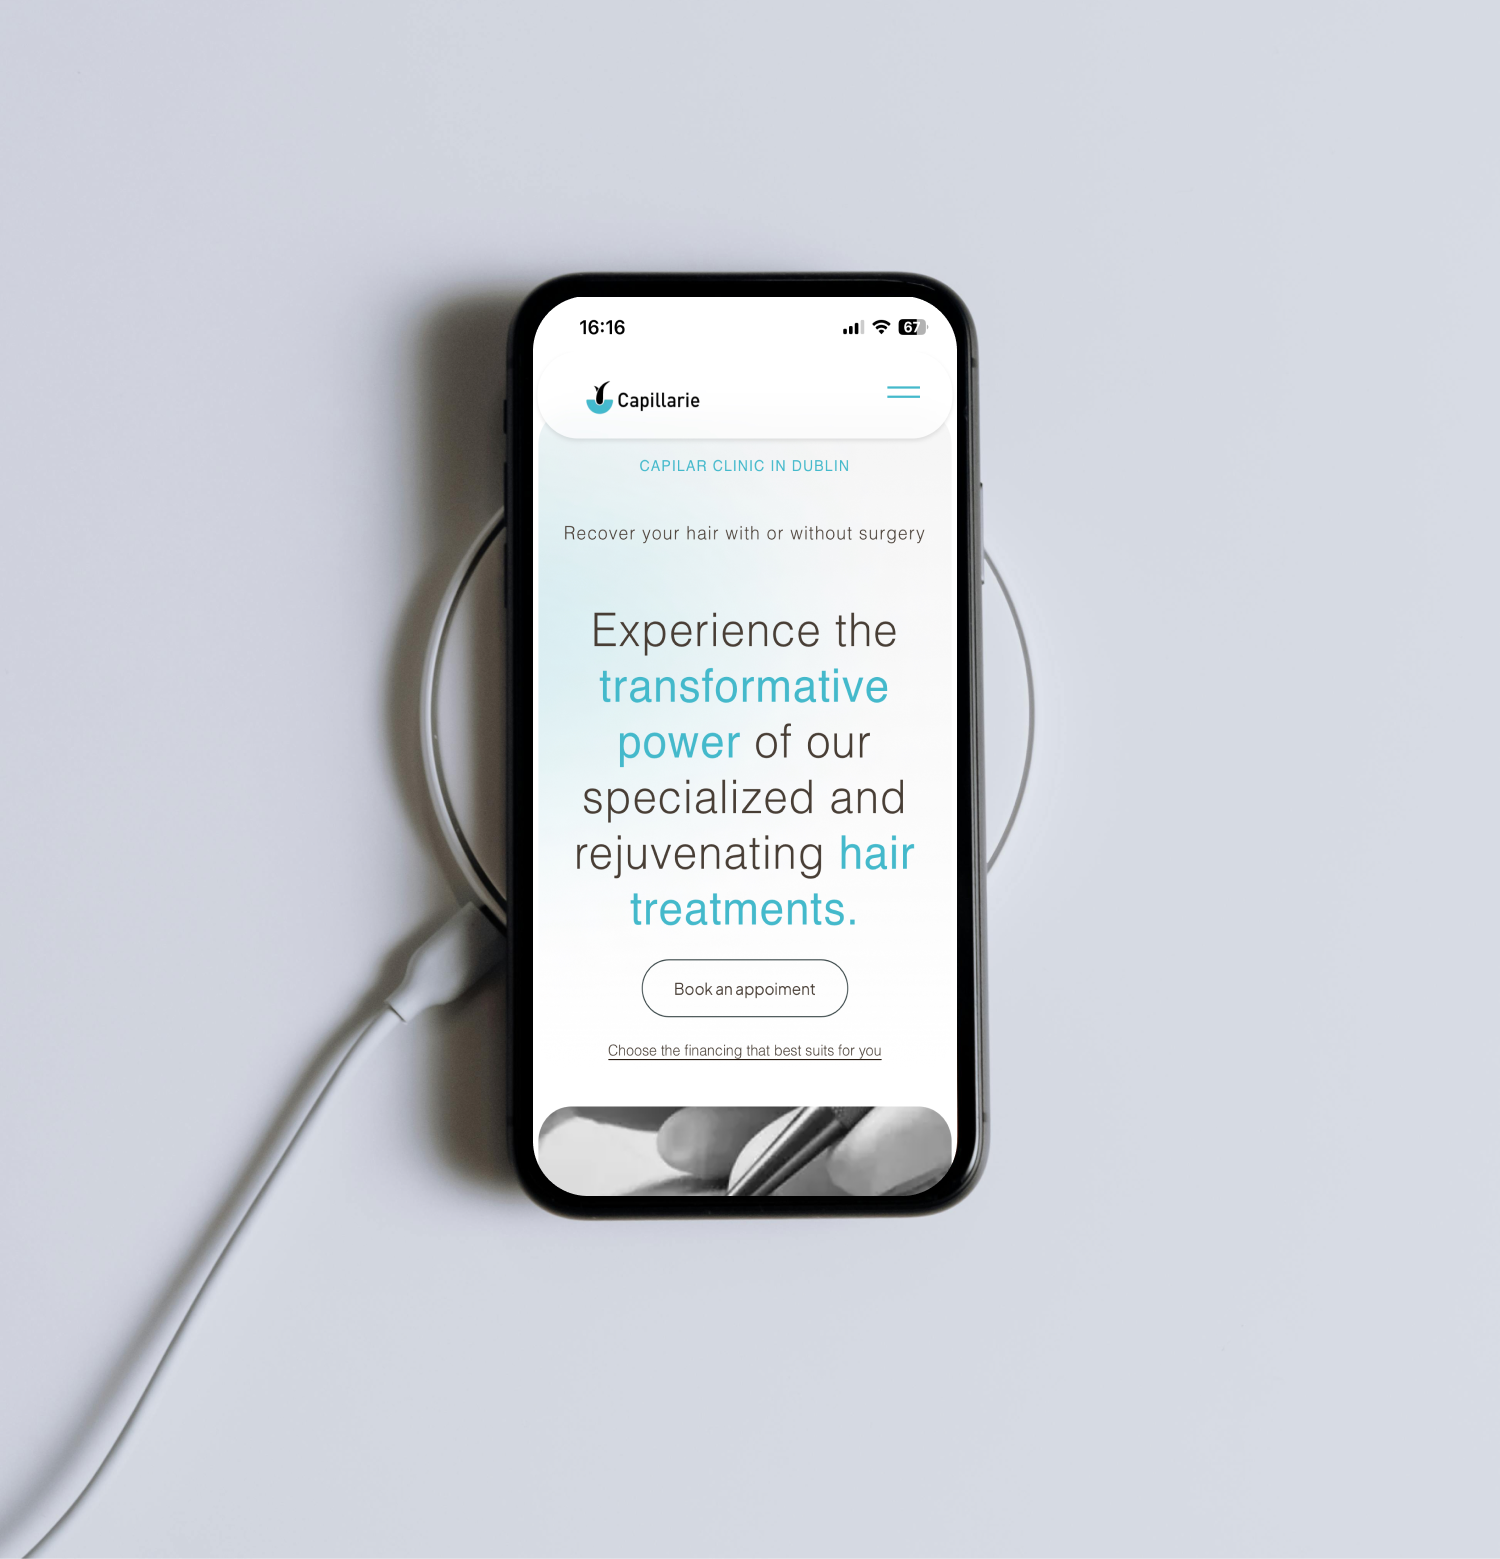 16:16
67
Capillarie
CAPILAR CLINIC IN DUBLIN
Recover your hair with or without surgery
Experience the
transformative
power of our
specialized and
rejuvenating hair
treatments.
Book an appoiment
Choose the financing that best suits for you